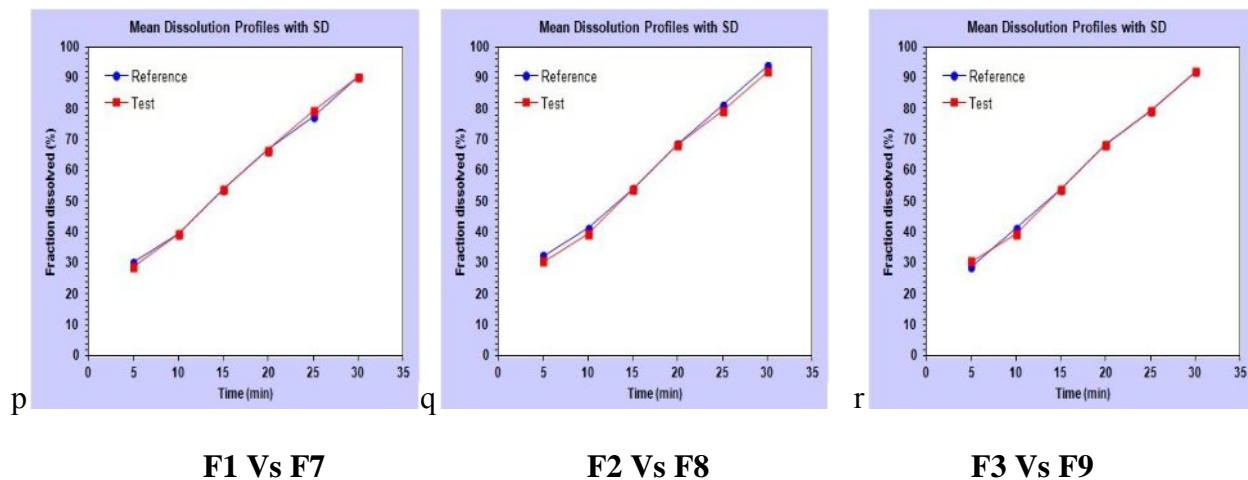 Mean Dissolution Profiles with SD
Fraction dissolved (%)
100
90
80
70
60
50
40
30
20
10
0
Reference
Test
0 5 10 15 20 25 30 35
Time (min)
p
Mean Dissolution Profiles with SD
Fraction dissolved (%)
100
90
80
70
60
50
40
30
20
10
0
Reference
Test
0 5 10 15 20 25 30 35
Time (min)
q
Mean Dissolution Profiles with SD
Fraction dissolved (%)
100
90
80
70
60
50
40
30
20
10
0
Reference
Test
0 5 10 15 20 25 30 35
Time (min)
r
F1 Vs F7
F2 Vs F8
F3 Vs F9